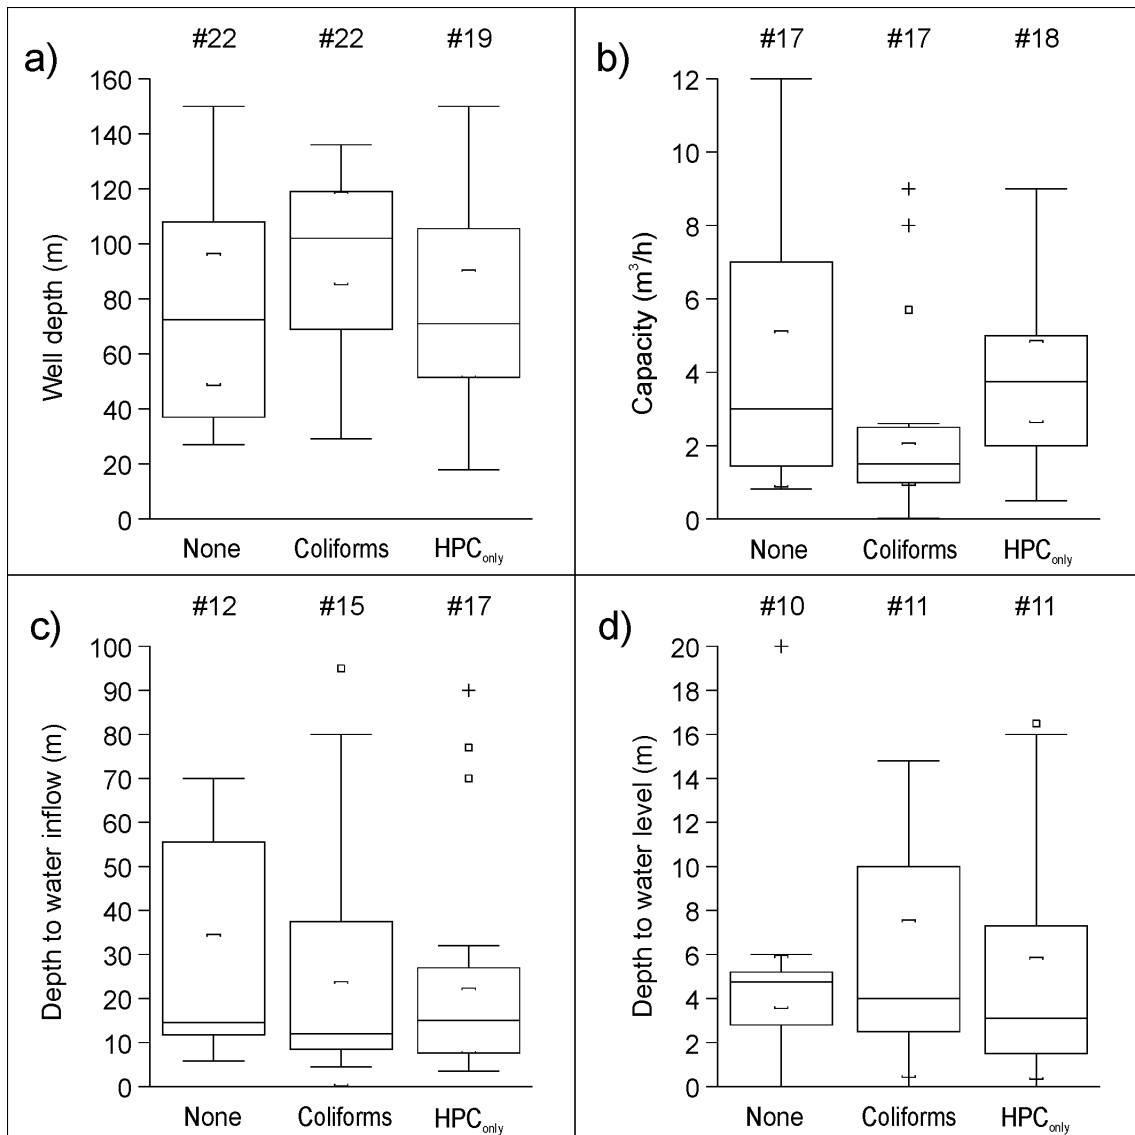 a)
#22 #22 #19
Well depth (m)
160
140
120
100
80
60
40
20
0
None Coliforms HPConly
b)
#17 #17 #18
Capacity (m³/h)
12
10
8
6
4
2
0
None Coliforms HPConly
c)
#12 #15 #17
Depth to water inflow (m)
100
90
80
70
60
50
40
30
20
10
0
None Coliforms HPConly
d)
#10 #11 #11
Depth to water level (m)
20
18
16
14
12
10
8
6
4
2
0
None Coliforms HPConly